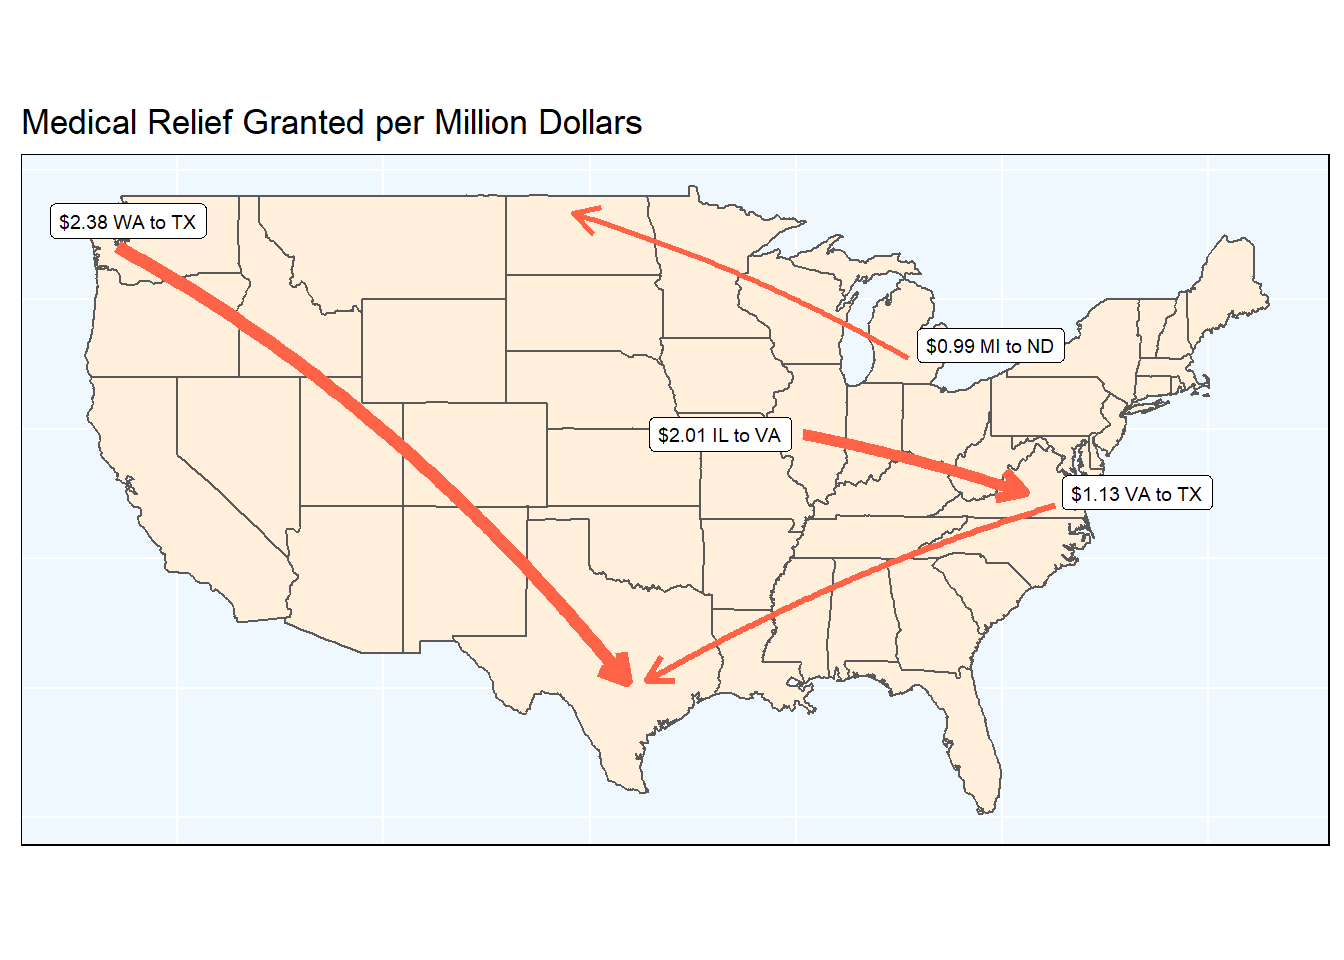 Medical Relief Granted per Million Dollars
$2.38 WA to TX
$0.99 MI to ND
$2.01 IL to VA
$1.13 VA to TX